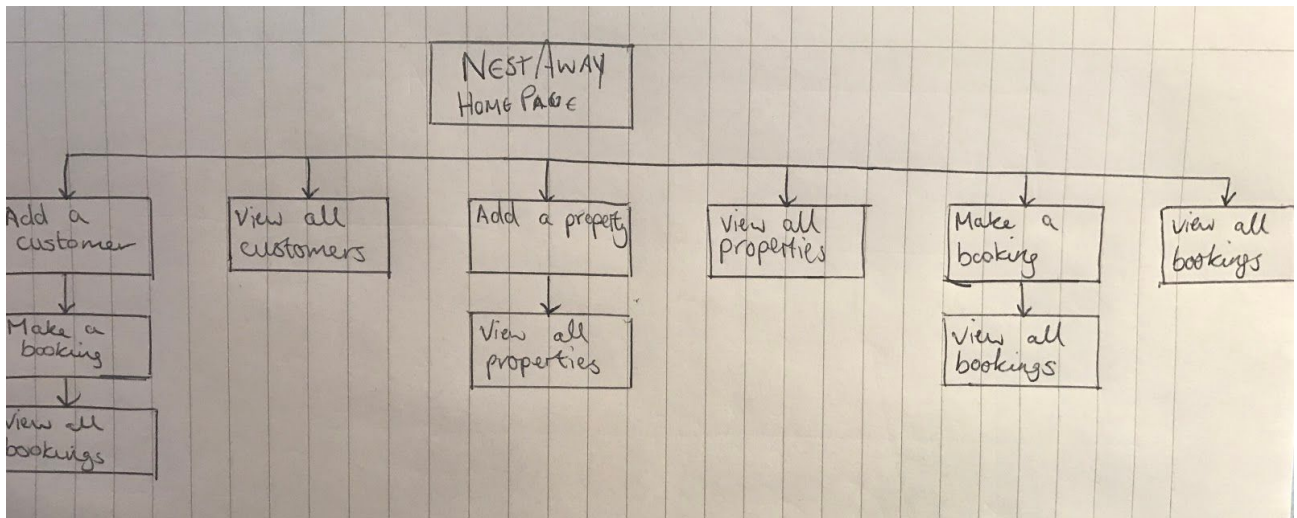 NEST/AWAY
HOME PAGE
Add a
customer
View all
customers
Add a property
View all
properties
Make a
booking
view all
bookings
Make a
booking
View all
properties
View all
bookings
View all
bookings